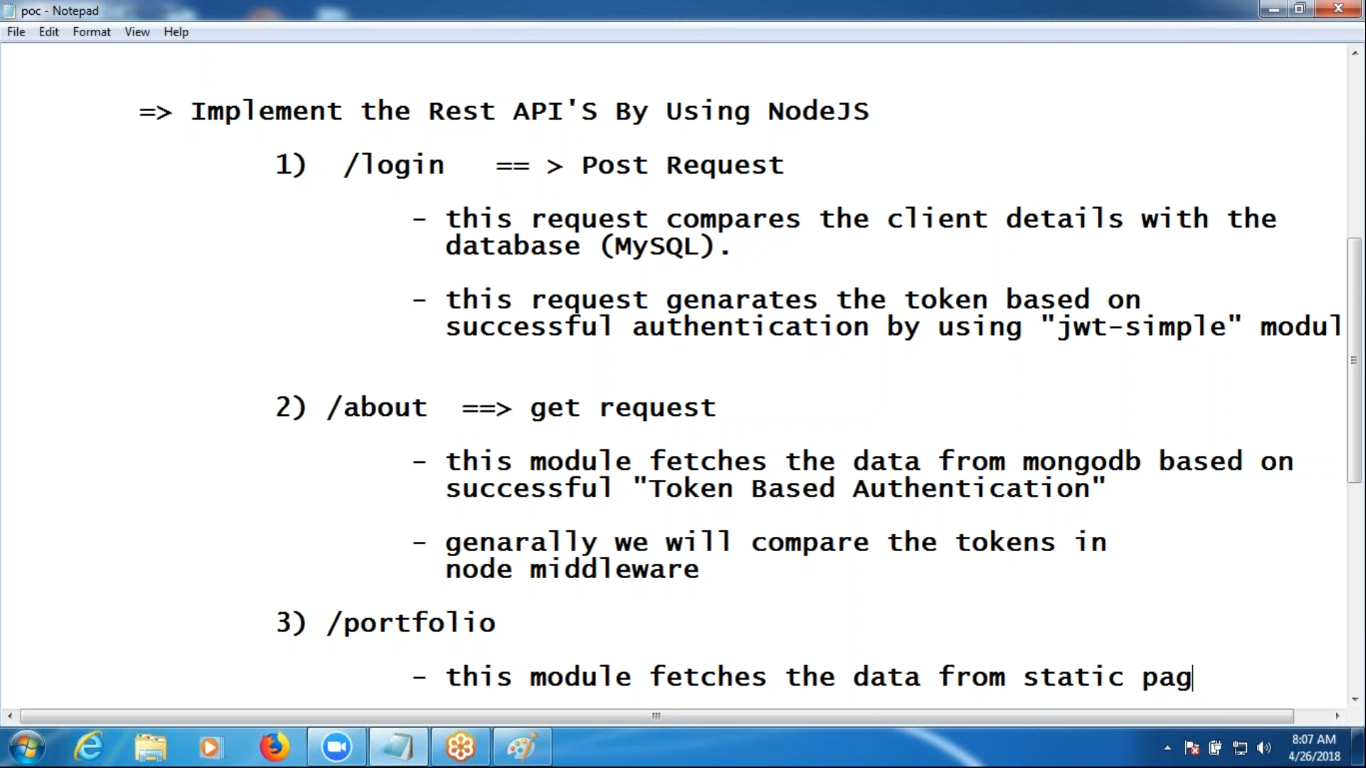 poc - Notepad
File Edit Format View Help
=> Implement the Rest API'S By Using NodeJS
1) /login == > Post Request
- this request compares the client details with the
database (MySQL).
- this request genarates the token based on
successful authentication by using "jwt-simple" modul
2) /about ==> get request
- this module fetches the data from mongodb based on
successful "Token Based Authentication"
- genarally we will compare the tokens in
node middleware
3) /portfolio
- this module fetches the data from static pag
8:07 AM
4/26/2018